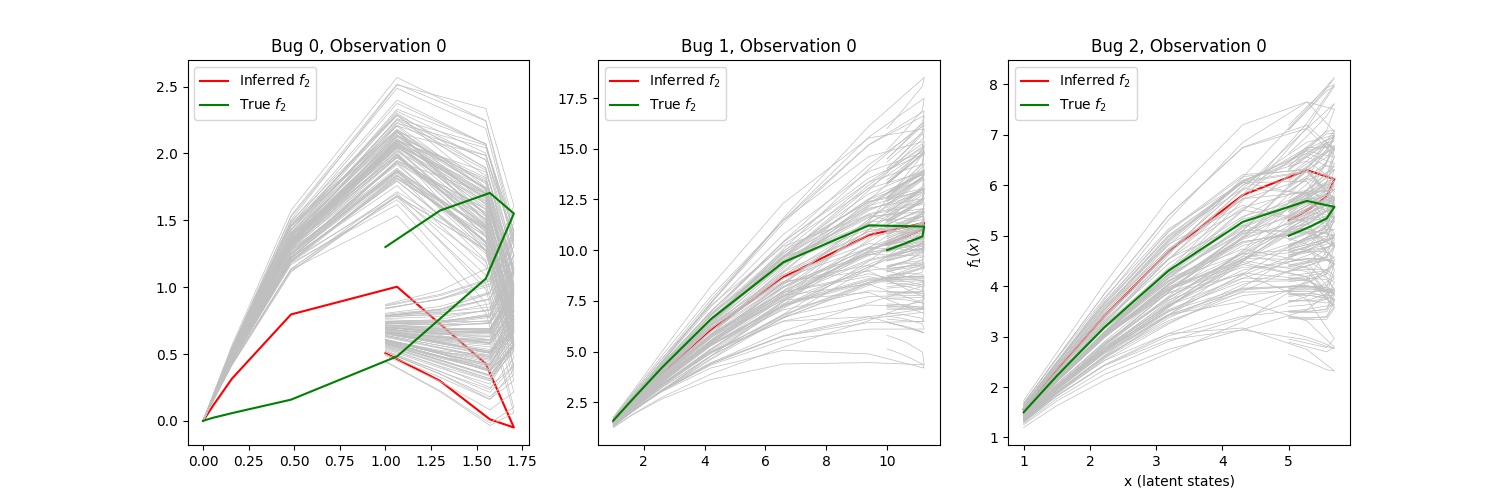 Bug 0, Observation 0
Inferred f₂
True f₂
2.5
2.0
1.5
1.0
0.5
0.0
0.00 0.25 0.50 0.75 1.00 1.25 1.50 1.75
Bug 1, Observation 0
Inferred f₂
True f₂
17.5
15.0
12.5
10.0
7.5
5.0
2.5
2 4 6 8 10
Bug 2, Observation 0
Inferred f₂
True f₂
f₁(x)
8
7
6
5
4
3
2
1
1 2 3 4 5
x (latent states)